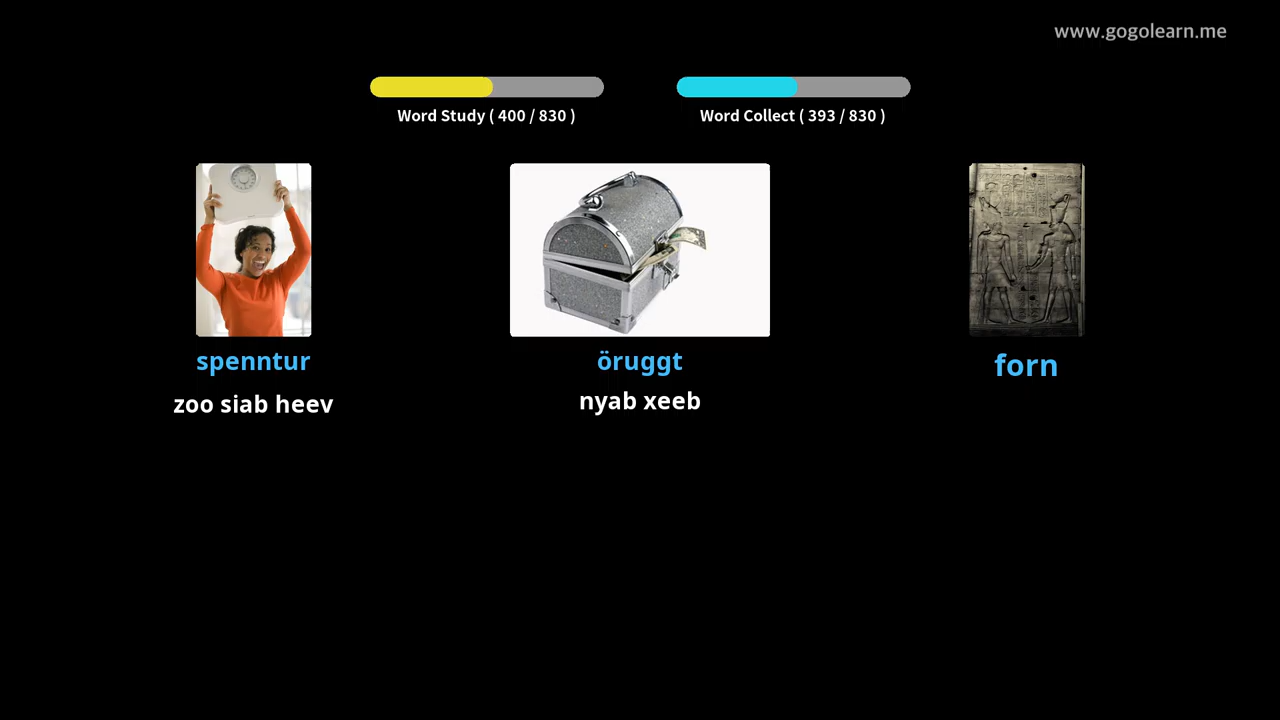 www.gogolearn.me
Word Study ( 400 / 830 )
Word Collect ( 393 / 830 )
spenntur
öruggt
forn
zoo siab heev
nyab xeeb